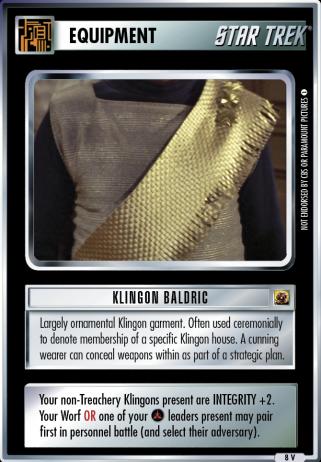 EQUIPMENT
STAR TREK
NOT ENDORSED BY CBS OR PARAMOUNT PICTURES
KLINGON BALDRIC
Largely ornamental Klingon garment. Often used ceremonially
to denote membership of a specific Klingon house. A cunning
wearer can conceal weapons within as part of a strategic plan.
Your non-Treachery Klingons present are INTEGRITY +2.
Your Worf OR one of your leaders present may pair
first in personnel battle (and select their adversary).
8 V